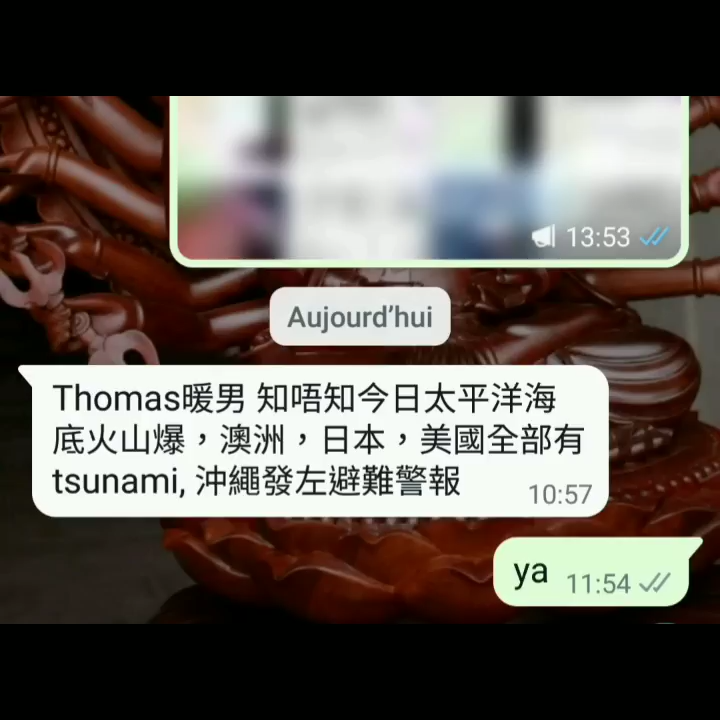 13:53
Aujourd'hui
Thomas暖男 知唔知今日太平洋海
底火山爆，澳洲，日本，美國全部有
tsunami, 沖繩發左避難警報
10:57
ya 11:54